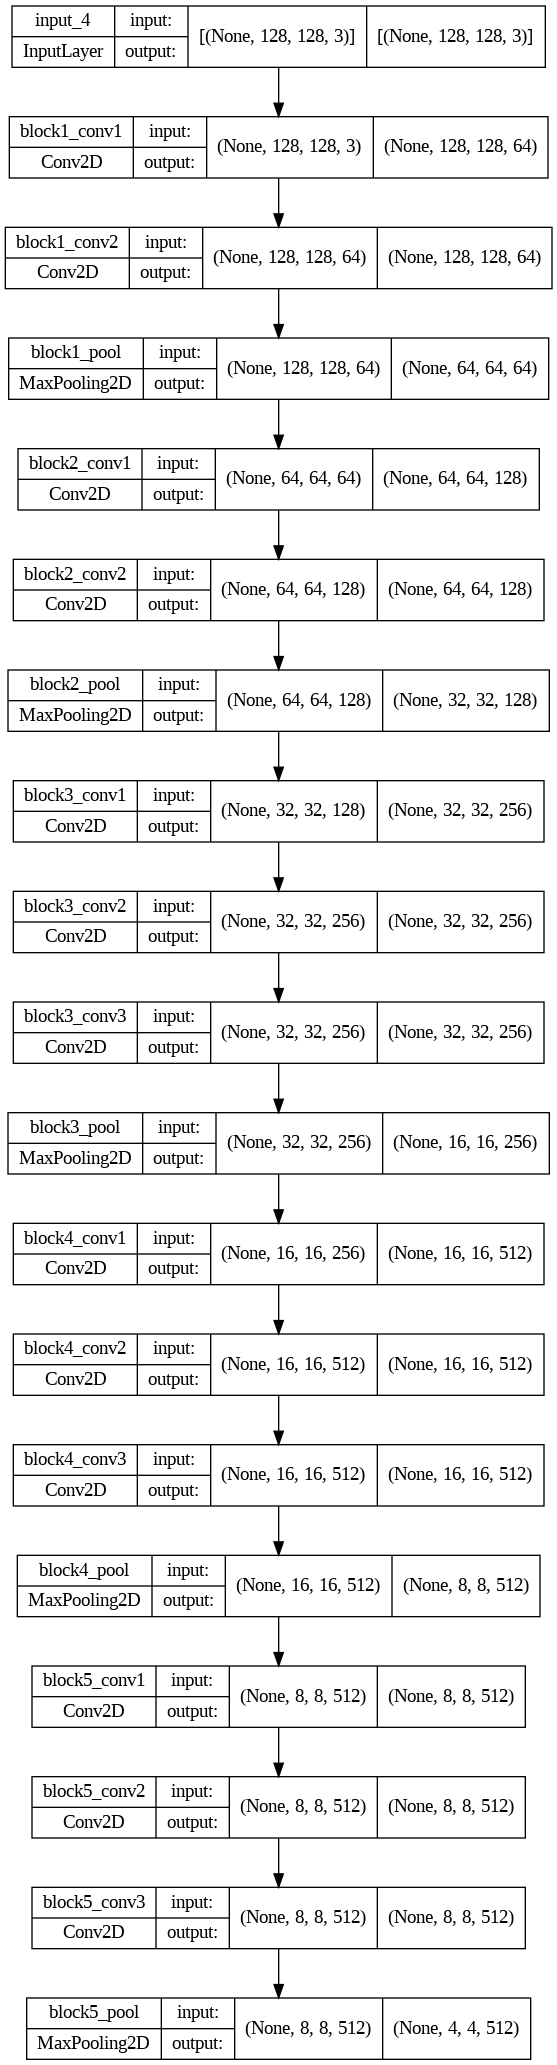 input_4 input: [(None, 128, 128, 3)] [(None, 128, 128, 3)]
InputLayer output:
block1_conv1 input: (None, 128, 128, 3) (None, 128, 128, 64)
Conv2D output:
block1_conv2 input: (None, 128, 128, 64) (None, 128, 128, 64)
Conv2D output:
block1_pool input: (None, 128, 128, 64) (None, 64, 64, 64)
MaxPooling2D output:
block2_conv1 input: (None, 64, 64, 64) (None, 64, 64, 128)
Conv2D output:
block2_conv2 input: (None, 64, 64, 128) (None, 64, 64, 128)
Conv2D output:
block2_pool input: (None, 64, 64, 128) (None, 32, 32, 128)
MaxPooling2D output:
block3_conv1 input: (None, 32, 32, 128) (None, 32, 32, 256)
Conv2D output:
block3_conv2 input: (None, 32, 32, 256) (None, 32, 32, 256)
Conv2D output:
block3_conv3 input: (None, 32, 32, 256) (None, 32, 32, 256)
Conv2D output:
block3_pool input: (None, 32, 32, 256) (None, 16, 16, 256)
MaxPooling2D output:
block4_conv1 input: (None, 16, 16, 256) (None, 16, 16, 512)
Conv2D output:
block4_conv2 input: (None, 16, 16, 512) (None, 16, 16, 512)
Conv2D output:
block4_conv3 input: (None, 16, 16, 512) (None, 16, 16, 512)
Conv2D output:
block4_pool input: (None, 16, 16, 512) (None, 8, 8, 512)
MaxPooling2D output:
block5_conv1 input: (None, 8, 8, 512) (None, 8, 8, 512)
Conv2D output:
block5_conv2 input: (None, 8, 8, 512) (None, 8, 8, 512)
Conv2D output:
block5_conv3 input: (None, 8, 8, 512) (None, 8, 8, 512)
Conv2D output:
block5_pool input: (None, 8, 8, 512) (None, 4, 4, 512)
MaxPooling2D output: